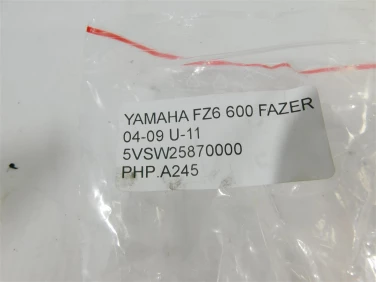 YAMAHA FZ6 600 FAZER
04-09 U-11
5VSW25870000
PHP.A245